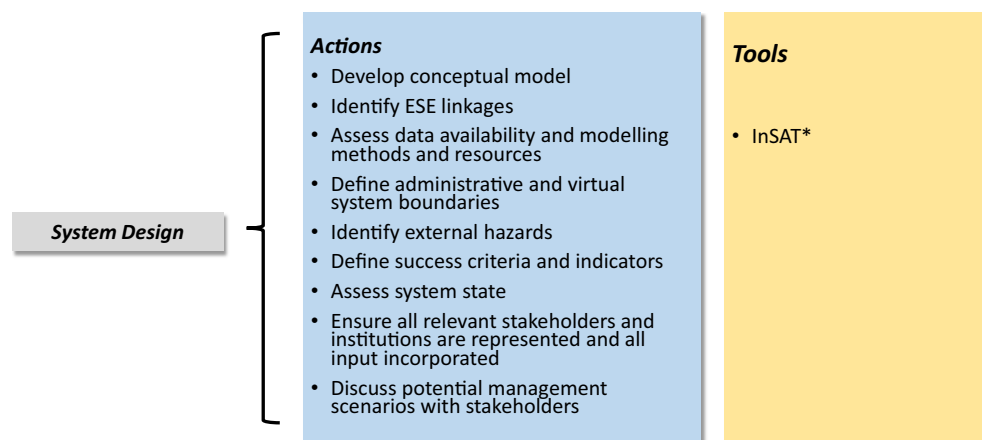 System Design
Actions
• Develop conceptual model
• Identify ESE linkages
• Assess data availability and modelling
methods and resources
• Define administrative and virtual
system boundaries
• Identify external hazards
• Define success criteria and indicators
• Assess system state
• Ensure all relevant stakeholders and
institutions are represented and all
input incorporated
• Discuss potential management
scenarios with stakeholders
Tools
• InSAT*